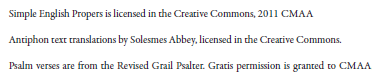 Simple English Propers is licensed in the Creative Commons, 2011 CMAA
Antiphon text translations by Solesmes Abbey, licensed in the Creative Commons.
Psalm verses are from the Revised Grail Psalter. Gratis permission is granted to CMAA